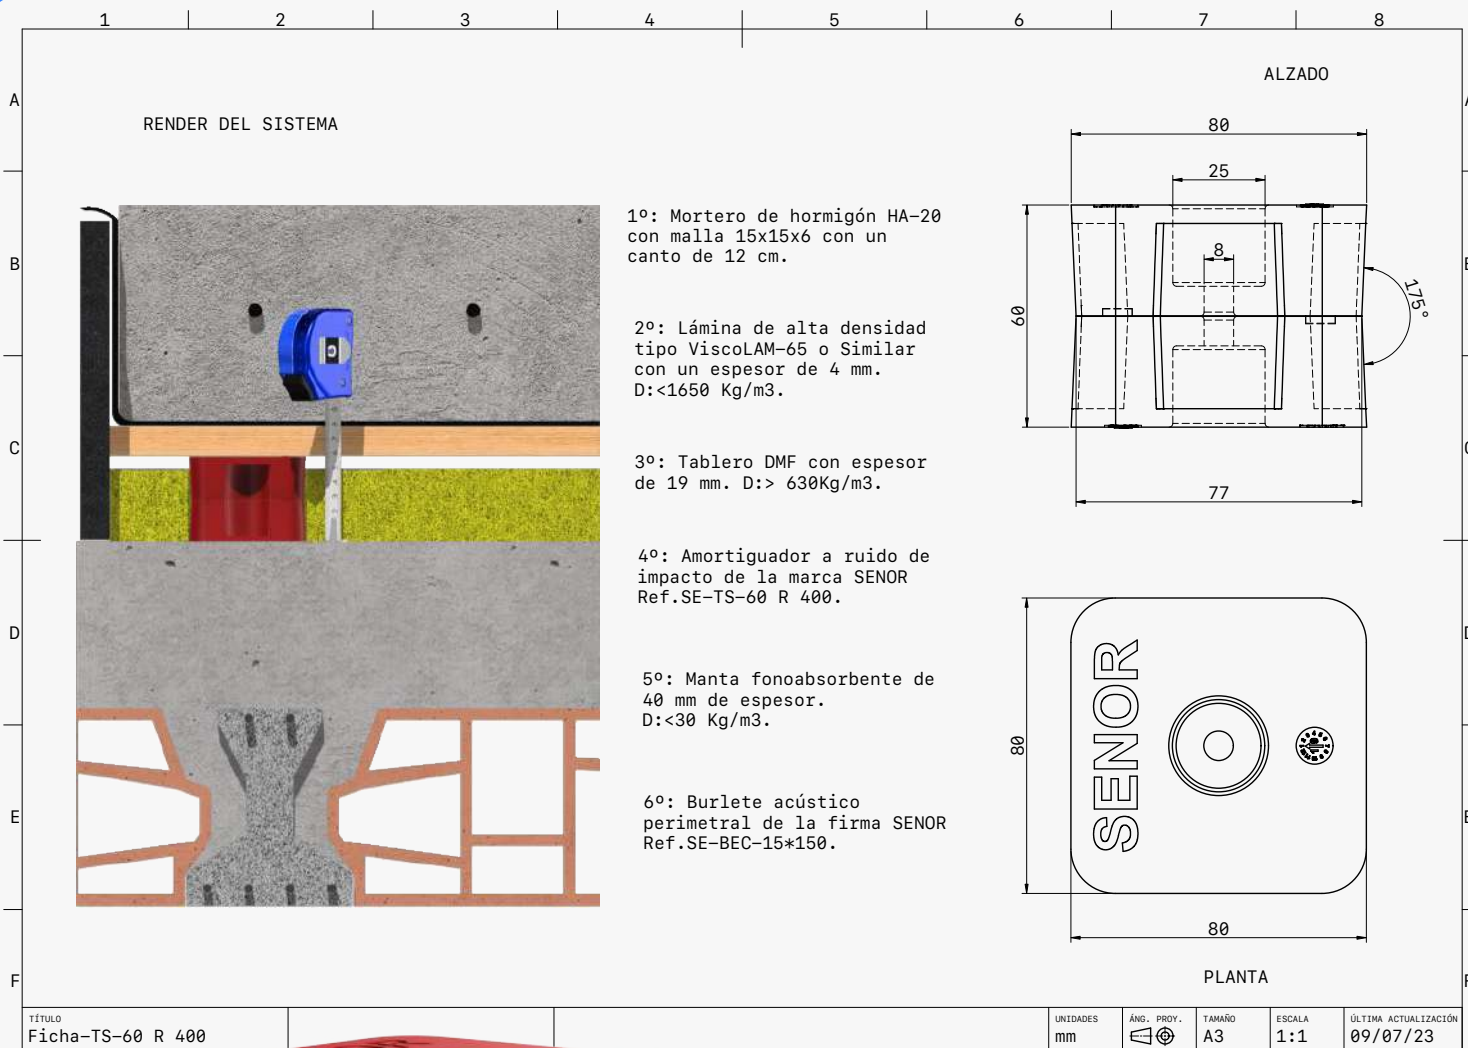 1 2 3 4 5 6 7 8
A
B
C
D
E
F
RENDER DEL SISTEMA
1º: Mortero de hormigón HA-20
con malla 15x15x6 con un
canto de 12 cm.
2º: Lámina de alta densidad
tipo ViscoLAM-65 o Similar
con un espesor de 4 mm.
D:<1650 Kg/m3.
3º: Tablero DMF con espesor
de 19 mm. D:> 630Kg/m3.
4º: Amortiguador a ruido de
impacto de la marca SENOR
Ref.SE-TS-60 R 400.
5º: Manta fonoabsorbente de
40 mm de espesor.
D:<30 Kg/m3.
6º: Burlete acústico
perimetral de la firma SENOR
Ref.SE-BEC-15*150.
ALZADO
80
25
8
60
175°
77
80
SENOR
80
PLANTA
TÍTULO
Ficha-TS-60 R 400
UNIDADES
mm
ÁNG. PROY.
TAMAÑO
A3
ESCALA
1:1
ÚLTIMA ACTUALIZACIÓN
09/07/23